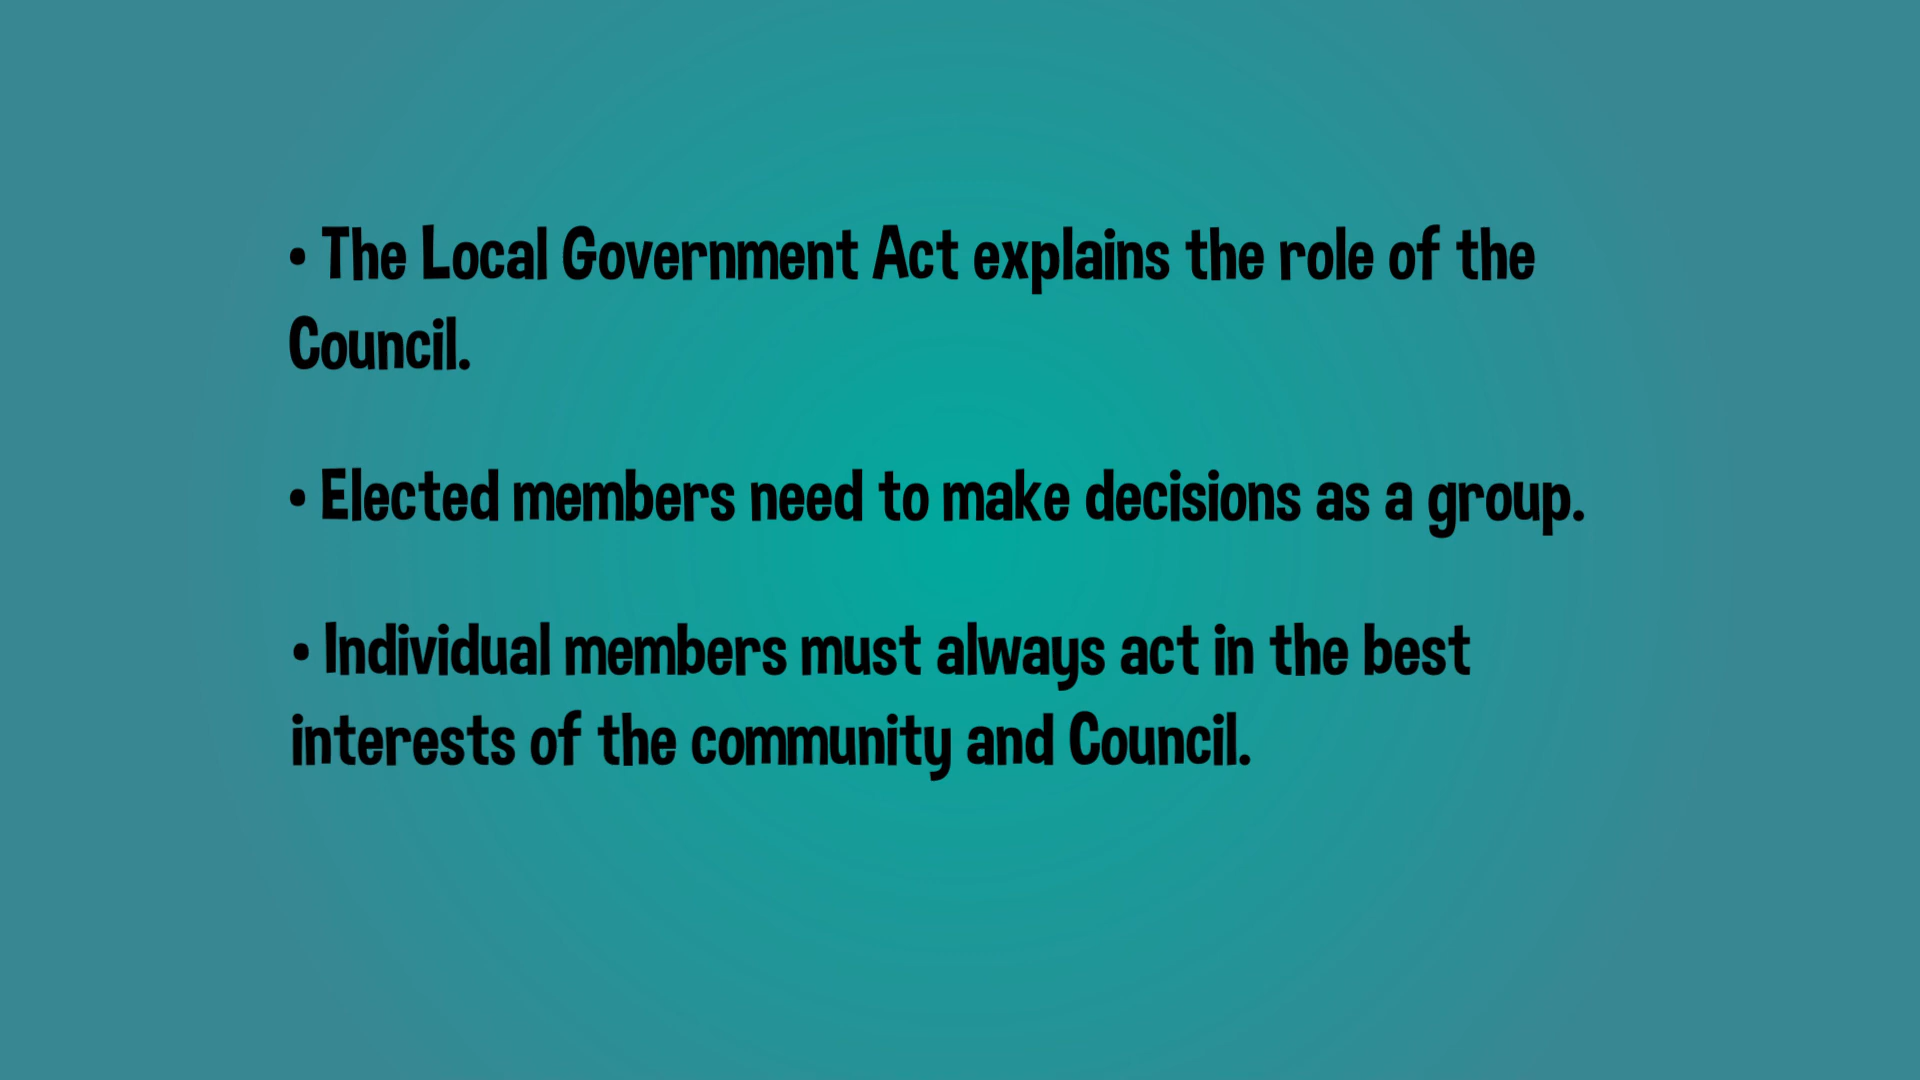 • The Local Government Act explains the role of the
Council.
• Elected members need to make decisions as a group.
• Individual members must always act in the best
interests of the community and Council.